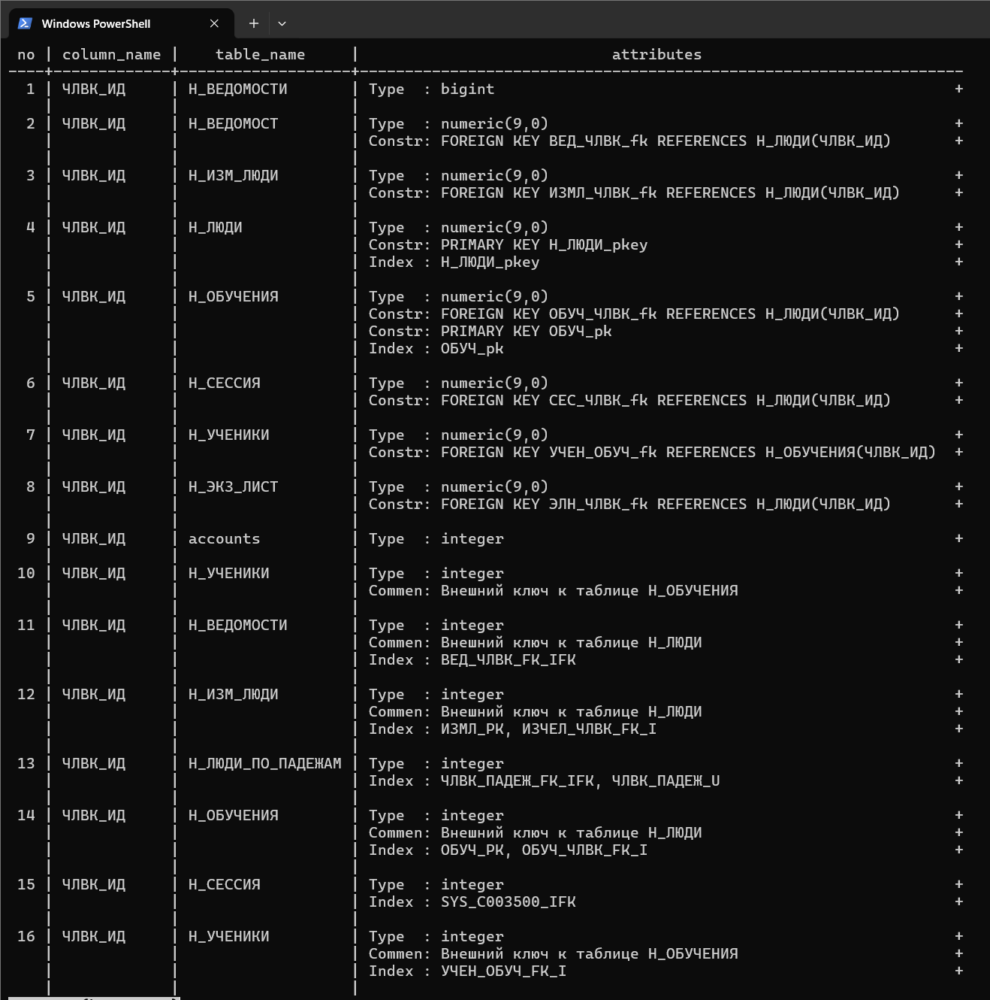 Windows PowerShell
no | column_name | table_name | attributes
----+-------------+--------------------+-------------------------------------------------------------------
1 | ЧЛВК_ИД | Н_ВЕДОМОСТИ | Type : bigint +
| | |
2 | ЧЛВК_ИД | Н_ВЕДОМОСТ | Type : numeric(9,0) +
| | | Constr: FOREIGN KEY ВЕД_ЧЛВК_fk REFERENCES Н_ЛЮДИ(ЧЛВК_ИД) +
| | |
3 | ЧЛВК_ИД | Н_ИЗМ_ЛЮДИ | Type : numeric(9,0) +
| | | Constr: FOREIGN KEY ИЗМЛ_ЧЛВК_fk REFERENCES Н_ЛЮДИ(ЧЛВК_ИД) +
| | |
4 | ЧЛВК_ИД | Н_ЛЮДИ | Type : numeric(9,0) +
| | | Constr: PRIMARY KEY Н_ЛЮДИ_pkey +
| | | Index : Н_ЛЮДИ_pkey +
| | |
5 | ЧЛВК_ИД | Н_ОБУЧЕНИЯ | Type : numeric(9,0) +
| | | Constr: FOREIGN KEY ОБУЧ_ЧЛВК_fk REFERENCES Н_ЛЮДИ(ЧЛВК_ИД) +
| | | Constr: PRIMARY KEY ОБУЧ_pk +
| | | Index : ОБУЧ_pk +
| | |
6 | ЧЛВК_ИД | Н_СЕССИЯ | Type : numeric(9,0) +
| | | Constr: FOREIGN KEY СЕС_ЧЛВК_fk REFERENCES Н_ЛЮДИ(ЧЛВК_ИД) +
| | |
7 | ЧЛВК_ИД | Н_УЧЕНИКИ | Type : numeric(9,0) +
| | | Constr: FOREIGN KEY УЧЕН_ОБУЧ_fk REFERENCES Н_ОБУЧЕНИЯ(ЧЛВК_ИД) +
| | |
8 | ЧЛВК_ИД | Н_ЭКЗ_ЛИСТ | Type : numeric(9,0) +
| | | Constr: FOREIGN KEY ЭЛН_ЧЛВК_fk REFERENCES Н_ЛЮДИ(ЧЛВК_ИД) +
| | |
9 | ЧЛВК_ИД | accounts | Type : integer +
| | |
10 | ЧЛВК_ИД | Н_УЧЕНИКИ | Type : integer +
| | | Commen: Внешний ключ к таблице Н_ОБУЧЕНИЯ +
| | |
11 | ЧЛВК_ИД | Н_ВЕДОМОСТИ | Type : integer +
| | | Commen: Внешний ключ к таблице Н_ЛЮДИ +
| | | Index : ВЕД_ЧЛВК_FK_IFK +
| | |
12 | ЧЛВК_ИД | Н_ИЗМ_ЛЮДИ | Type : integer +
| | | Commen: Внешний ключ к таблице Н_ЛЮДИ +
| | | Index : ИЗМЛ_PK, ИЗЧЕЛ_ЧЛВК_FK_I +
| | |
13 | ЧЛВК_ИД | Н_ЛЮДИ_ПО_ПАДЕЖАМ | Type : integer +
| | | Index : ЧЛВК_ПАДЕЖ_FK_IFK, ЧЛВК_ПАДЕЖ_U +
| | |
14 | ЧЛВК_ИД | Н_ОБУЧЕНИЯ | Type : integer +
| | | Commen: Внешний ключ к таблице Н_ЛЮДИ +
| | | Index : ОБУЧ_PK, ОБУЧ_ЧЛВК_FK_I +
| | |
15 | ЧЛВК_ИД | Н_СЕССИЯ | Type : integer +
| | | Index : SYS_C003500_IFK +
| | |
16 | ЧЛВК_ИД | Н_УЧЕНИКИ | Type : integer +
| | | Commen: Внешний ключ к таблице Н_ОБУЧЕНИЯ +
| | | Index : УЧЕН_ОБУЧ_FK_I +
| | |